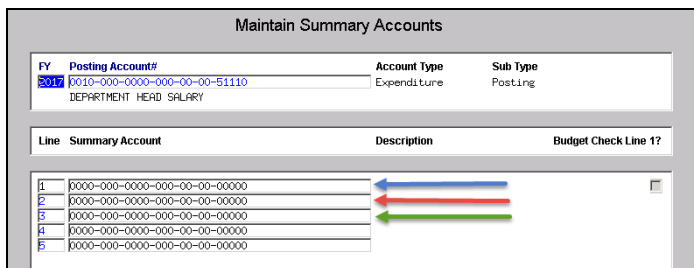 Maintain Summary Accounts
FY Posting Account# Account Type Sub Type
2017 0010-000-0000-000-00-00-51110 Expenditure Posting
DEPARTMENT HEAD SALARY
Line Summary Account Description Budget Check Line 1?
1 0000-000-0000-000-00-00-00000
2 0000-000-0000-000-00-00-00000
3 0000-000-0000-000-00-00-00000
4 0000-000-0000-000-00-00-00000
5 0000-000-0000-000-00-00-00000